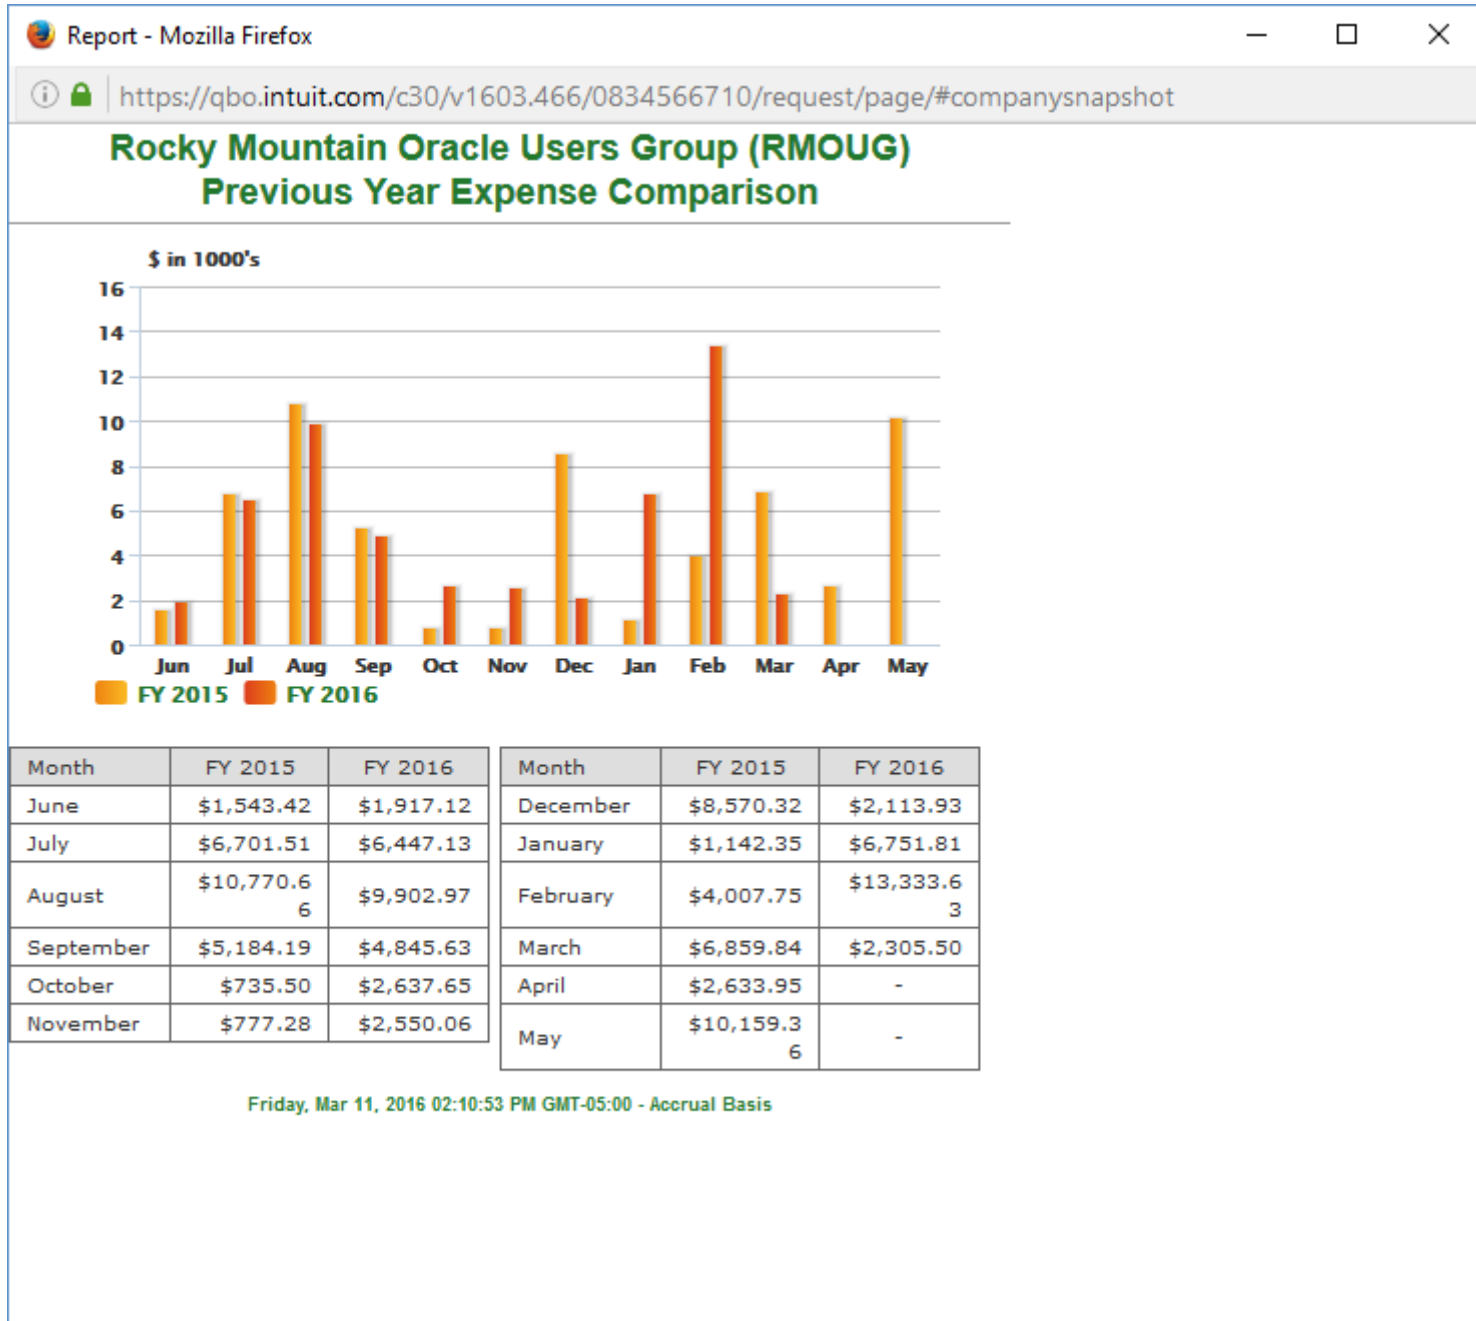 Report - Mozilla Firefox
https://qbo.intuit.com/c30/v1603.466/0834566710/request/page/#companysnapshot
Rocky Mountain Oracle Users Group (RMOUG)
Previous Year Expense Comparison
$ in 1000's
16
14
12
10
8
6
4
2
0
Jun Jul Aug Sep Oct Nov Dec Jan Feb Mar Apr May
FY 2015 FY 2016
Month FY 2015 FY 2016 Month FY 2015 FY 2016
June $1,543.42 $1,917.12 December $8,570.32 $2,113.93
July $6,701.51 $6,447.13 January $1,142.35 $6,751.81
August $10,770.6
6 $9,902.97 February $4,007.75 $13,333.6
3
September $5,184.19 $4,845.63 March $6,859.84 $2,305.50
October $735.50 $2,637.65 April $2,633.95 -
November $777.28 $2,550.06 May $10,159.3
6 -
Friday, Mar 11, 2016 02:10:53 PM GMT-05:00 - Accrual Basis